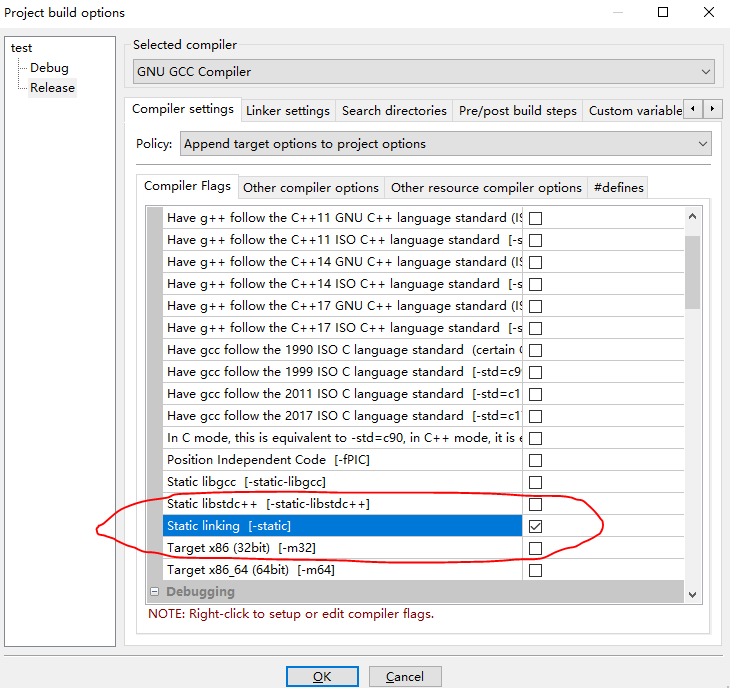 Project build options
test
Debug
Release
Selected compiler
GNU GCC Compiler
Compiler settings Linker settings Search directories Pre/post build steps Custom variable
Policy: Append target options to project options
Compiler Flags Other compiler options Other resource compiler options #defines
Have g++ follow the C++11 GNU C++ language standard (IS
Have g++ follow the C++11 ISO C++ language standard [-s
Have g++ follow the C++14 GNU C++ language standard (IS
Have g++ follow the C++14 ISO C++ language standard [-s
Have g++ follow the C++17 GNU C++ language standard (IS
Have g++ follow the C++17 ISO C++ language standard [-s
Have gcc follow the 1990 ISO C language standard (certain G
Have gcc follow the 1999 ISO C language standard [-std=c9
Have gcc follow the 2011 ISO C language standard [-std=c1
Have gcc follow the 2017 ISO C language standard [-std=c1
In C mode, this is equivalent to -std=c90, in C++ mode, it is e
Position Independent Code [-fPIC]
Static libgcc [-static-libgcc]
Static libstdc++ [-static-libstdc++]
Static linking [-static]
Target x86 (32bit) [-m32]
Target x86_64 (64bit) [-m64]
Debugging
NOTE: Right-click to setup or edit compiler flags.
OK Cancel